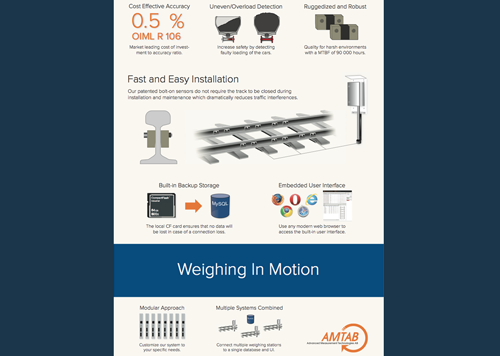 Cost Effective Accuracy
0.5 %
OIML R 106
Market leading cost of invest-
ment to accuracy ratio.
Uneven/Overload Detection
Increase safety by detecting
faulty loading of the cars.
Ruggedized and Robust
Quality for harsh environments
with a MTBF of 90 000 hours.
Fast and Easy Installation
Our patented bolt-on sensors do not require the track to be closed during
installation and maintenance which dramatically reduces traffic interferences.
Built-in Backup Storage
MySQL
The local CF card ensures that no data will
be lost in case of a connection loss.
Embedded User Interface
Use any modern web browser to
access the built-in user interface.
Weighing In Motion
Modular Approach
Customize our system to
your specific needs.
Multiple Systems Combined
Connect multiple weighing stations
to a single database and UI.
AMTAB